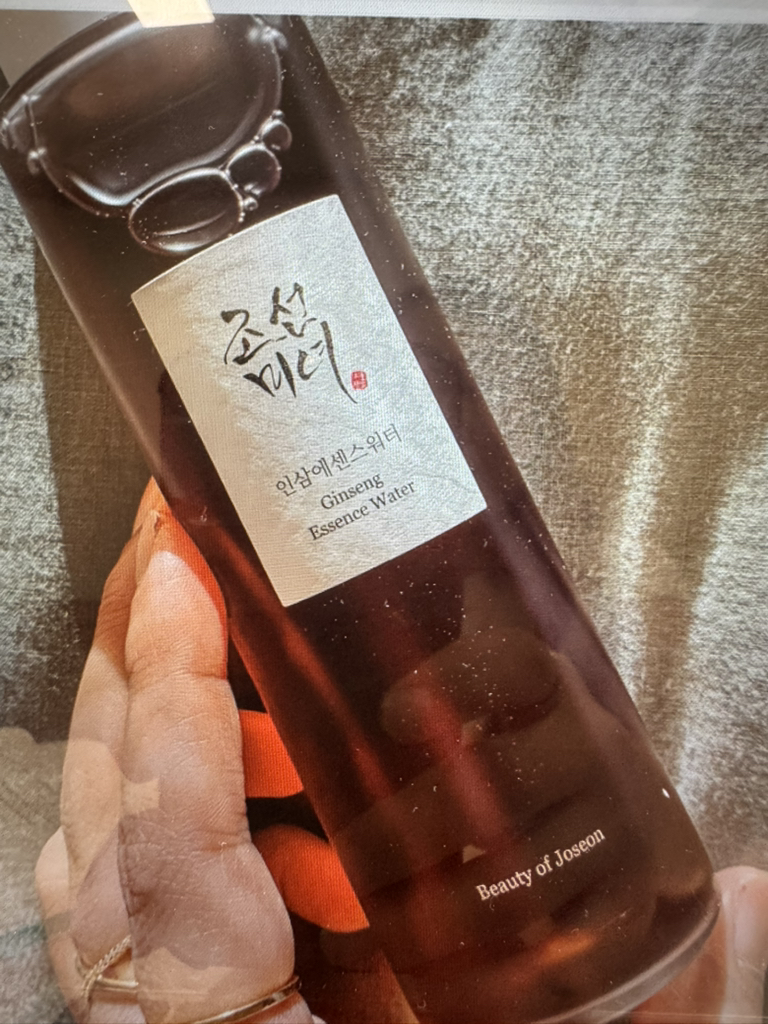 조선
미녀
인삼에센스워터
Ginseng
Essence Water
Beauty of Joseon